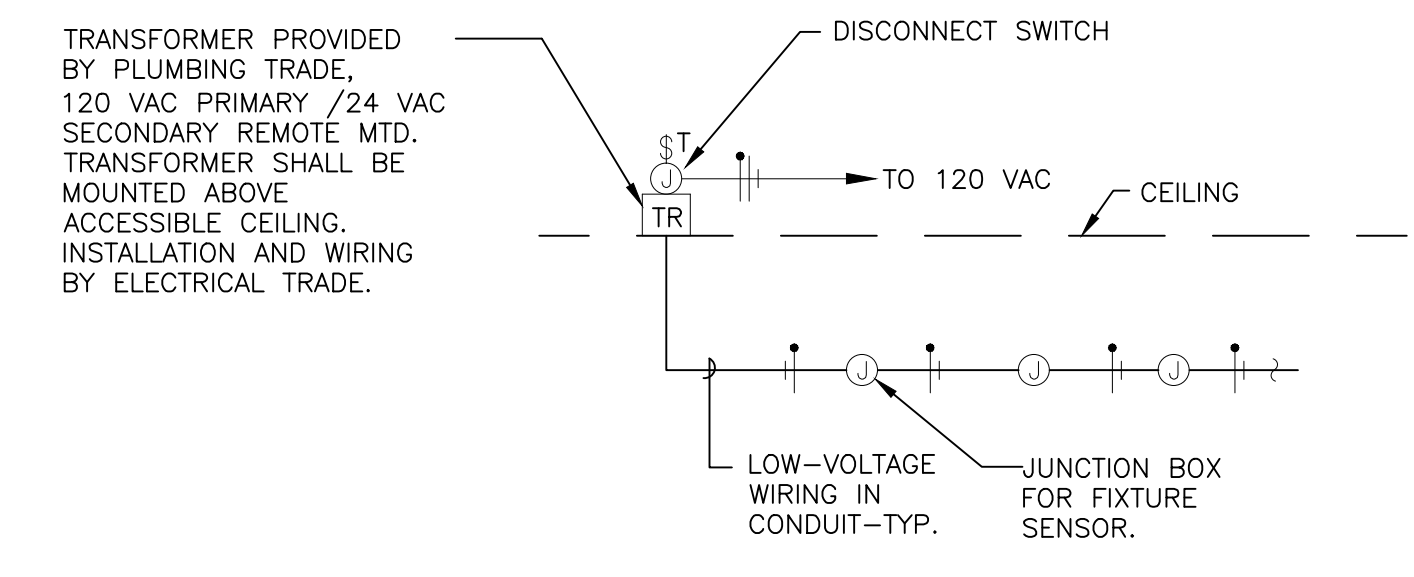 TRANSFORMER PROVIDED
BY PLUMBING TRADE,
120 VAC PRIMARY /24 VAC
SECONDARY REMOTE MTD.
TRANSFORMER SHALL BE
MOUNTED ABOVE
ACCESSIBLE CEILING.
INSTALLATION AND WIRING
BY ELECTRICAL TRADE.
DISCONNECT SWITCH
$T
J
TO 120 VAC
TR
CEILING
J
J
J
LOW-VOLTAGE
WIRING IN
CONDUIT-TYP.
JUNCTION BOX
FOR FIXTURE
SENSOR.